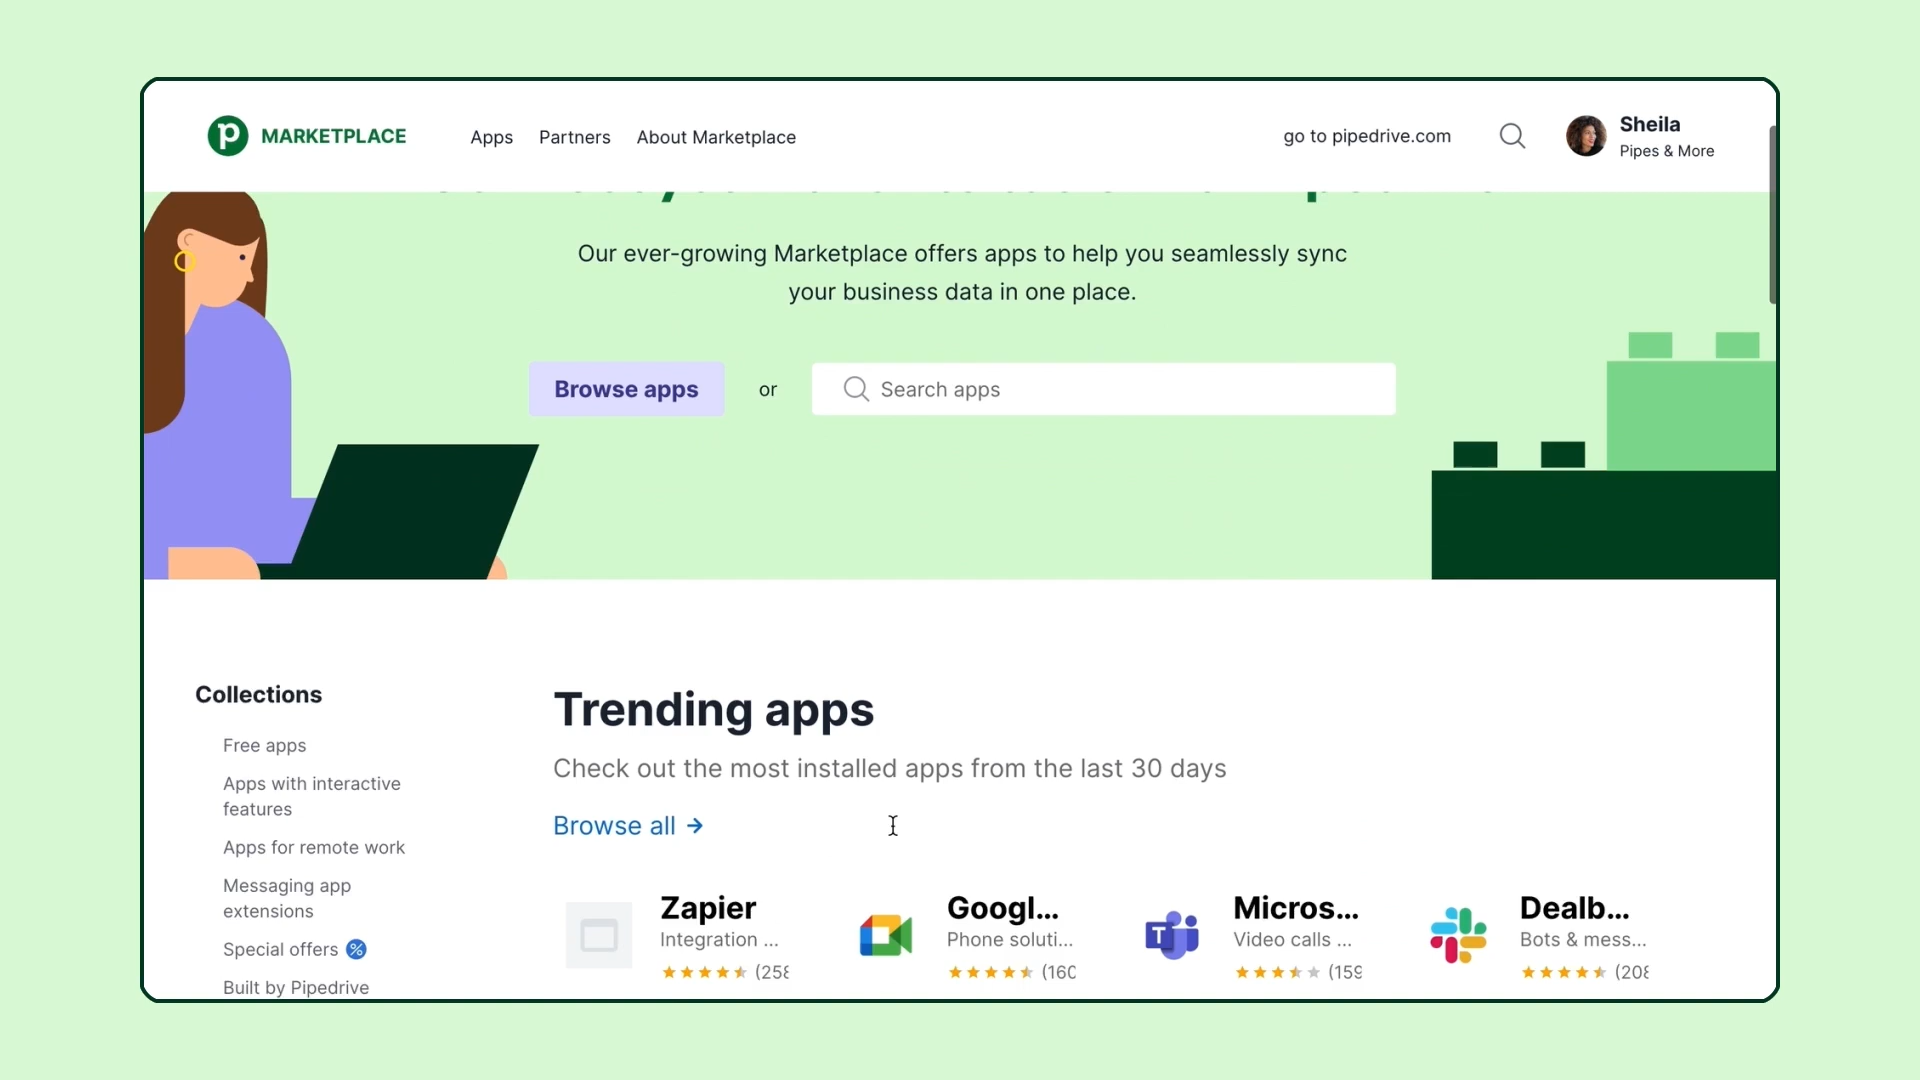 MARKETPLACE
Apps Partners About Marketplace
go to pipedrive.com
Sheila
Pipes & More
Our ever-growing Marketplace offers apps to help you seamlessly sync
your business data in one place.
Browse apps
or
Search apps
Collections
Free apps
Apps with interactive
features
Apps for remote work
Messaging app
extensions
Special offers
Built by Pipedrive
Trending apps
Check out the most installed apps from the last 30 days
Browse all →
Zapier
Integration ...
(258
Googl...
Phone soluti...
(160
Micros...
Video calls ...
(159
Dealb...
Bots & mess...
(208